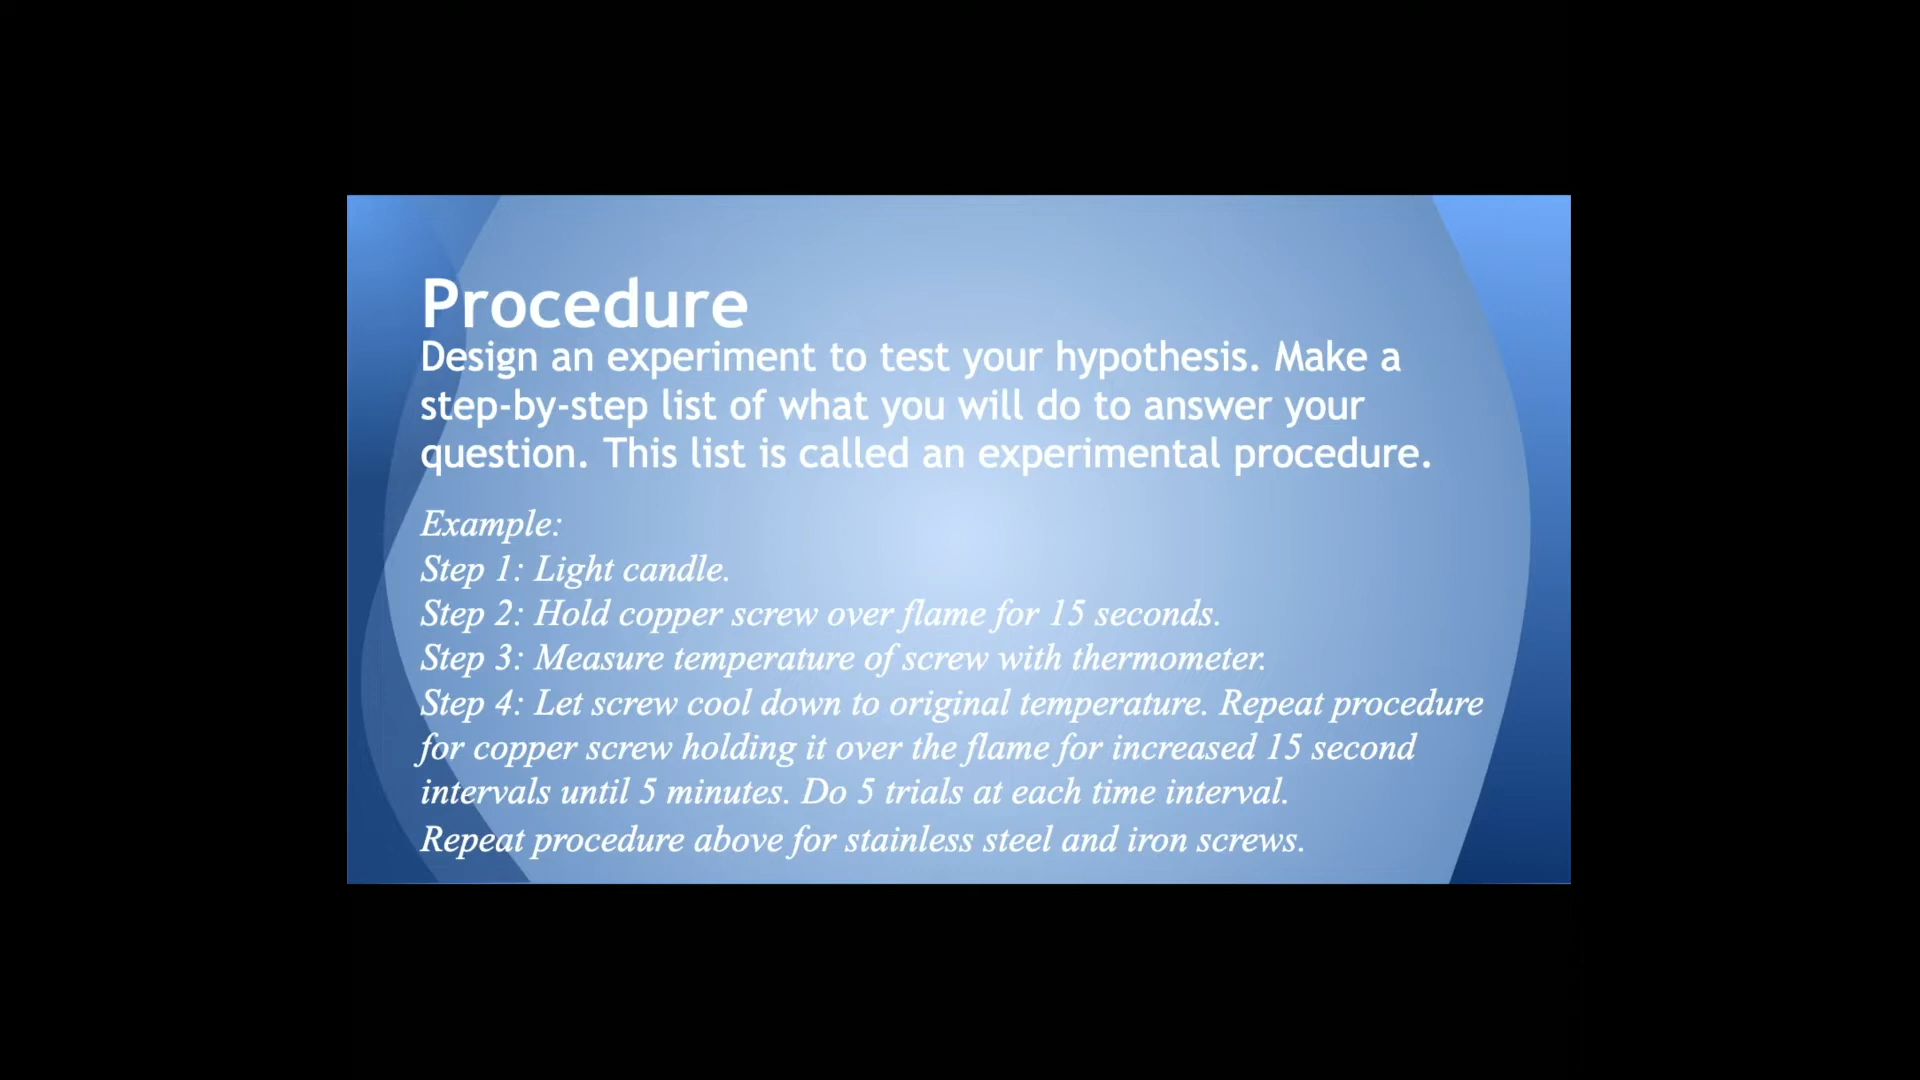 Procedure
Design an experiment to test your hypothesis. Make a
step-by-step list of what you will do to answer your
question. This list is called an experimental procedure.
Example:
Step 1: Light candle.
Step 2: Hold copper screw over flame for 15 seconds.
Step 3: Measure temperature of screw with thermometer.
Step 4: Let screw cool down to original temperature. Repeat procedure
for copper screw holding it over the flame for increased 15 second
intervals until 5 minutes. Do 5 trials at each time interval.
Repeat procedure above for stainless steel and iron screws.